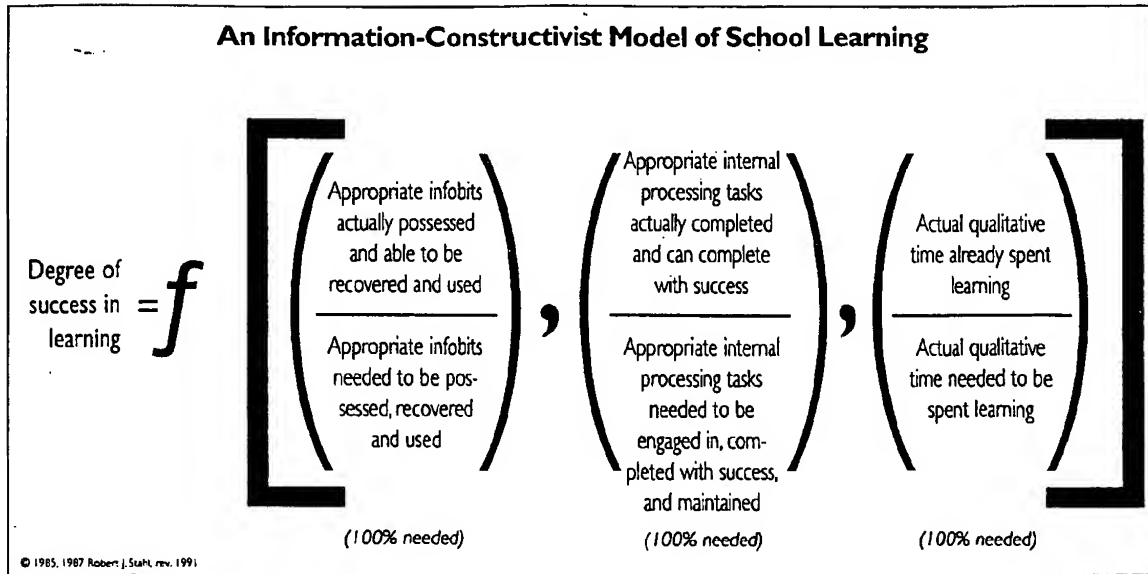 An Information-Constructivist Model of School Learning
Degree of
success in
learning
= f
Appropriate infobits
actually possessed
and able to be
recovered and used
Appropriate infobits
needed to be pos-
sessed, recovered
and used
(100% needed)
,
Appropriate internal
processing tasks
actually completed
and can complete
with success
Appropriate internal
processing tasks
needed to be
engaged in, com-
pleted with success,
and maintained
(100% needed)
,
Actual qualitative
time already spent
learning
Actual qualitative
time needed to be
spent learning
(100% needed)
© 1985, 1987 Robert J. Stahl, rev. 1991